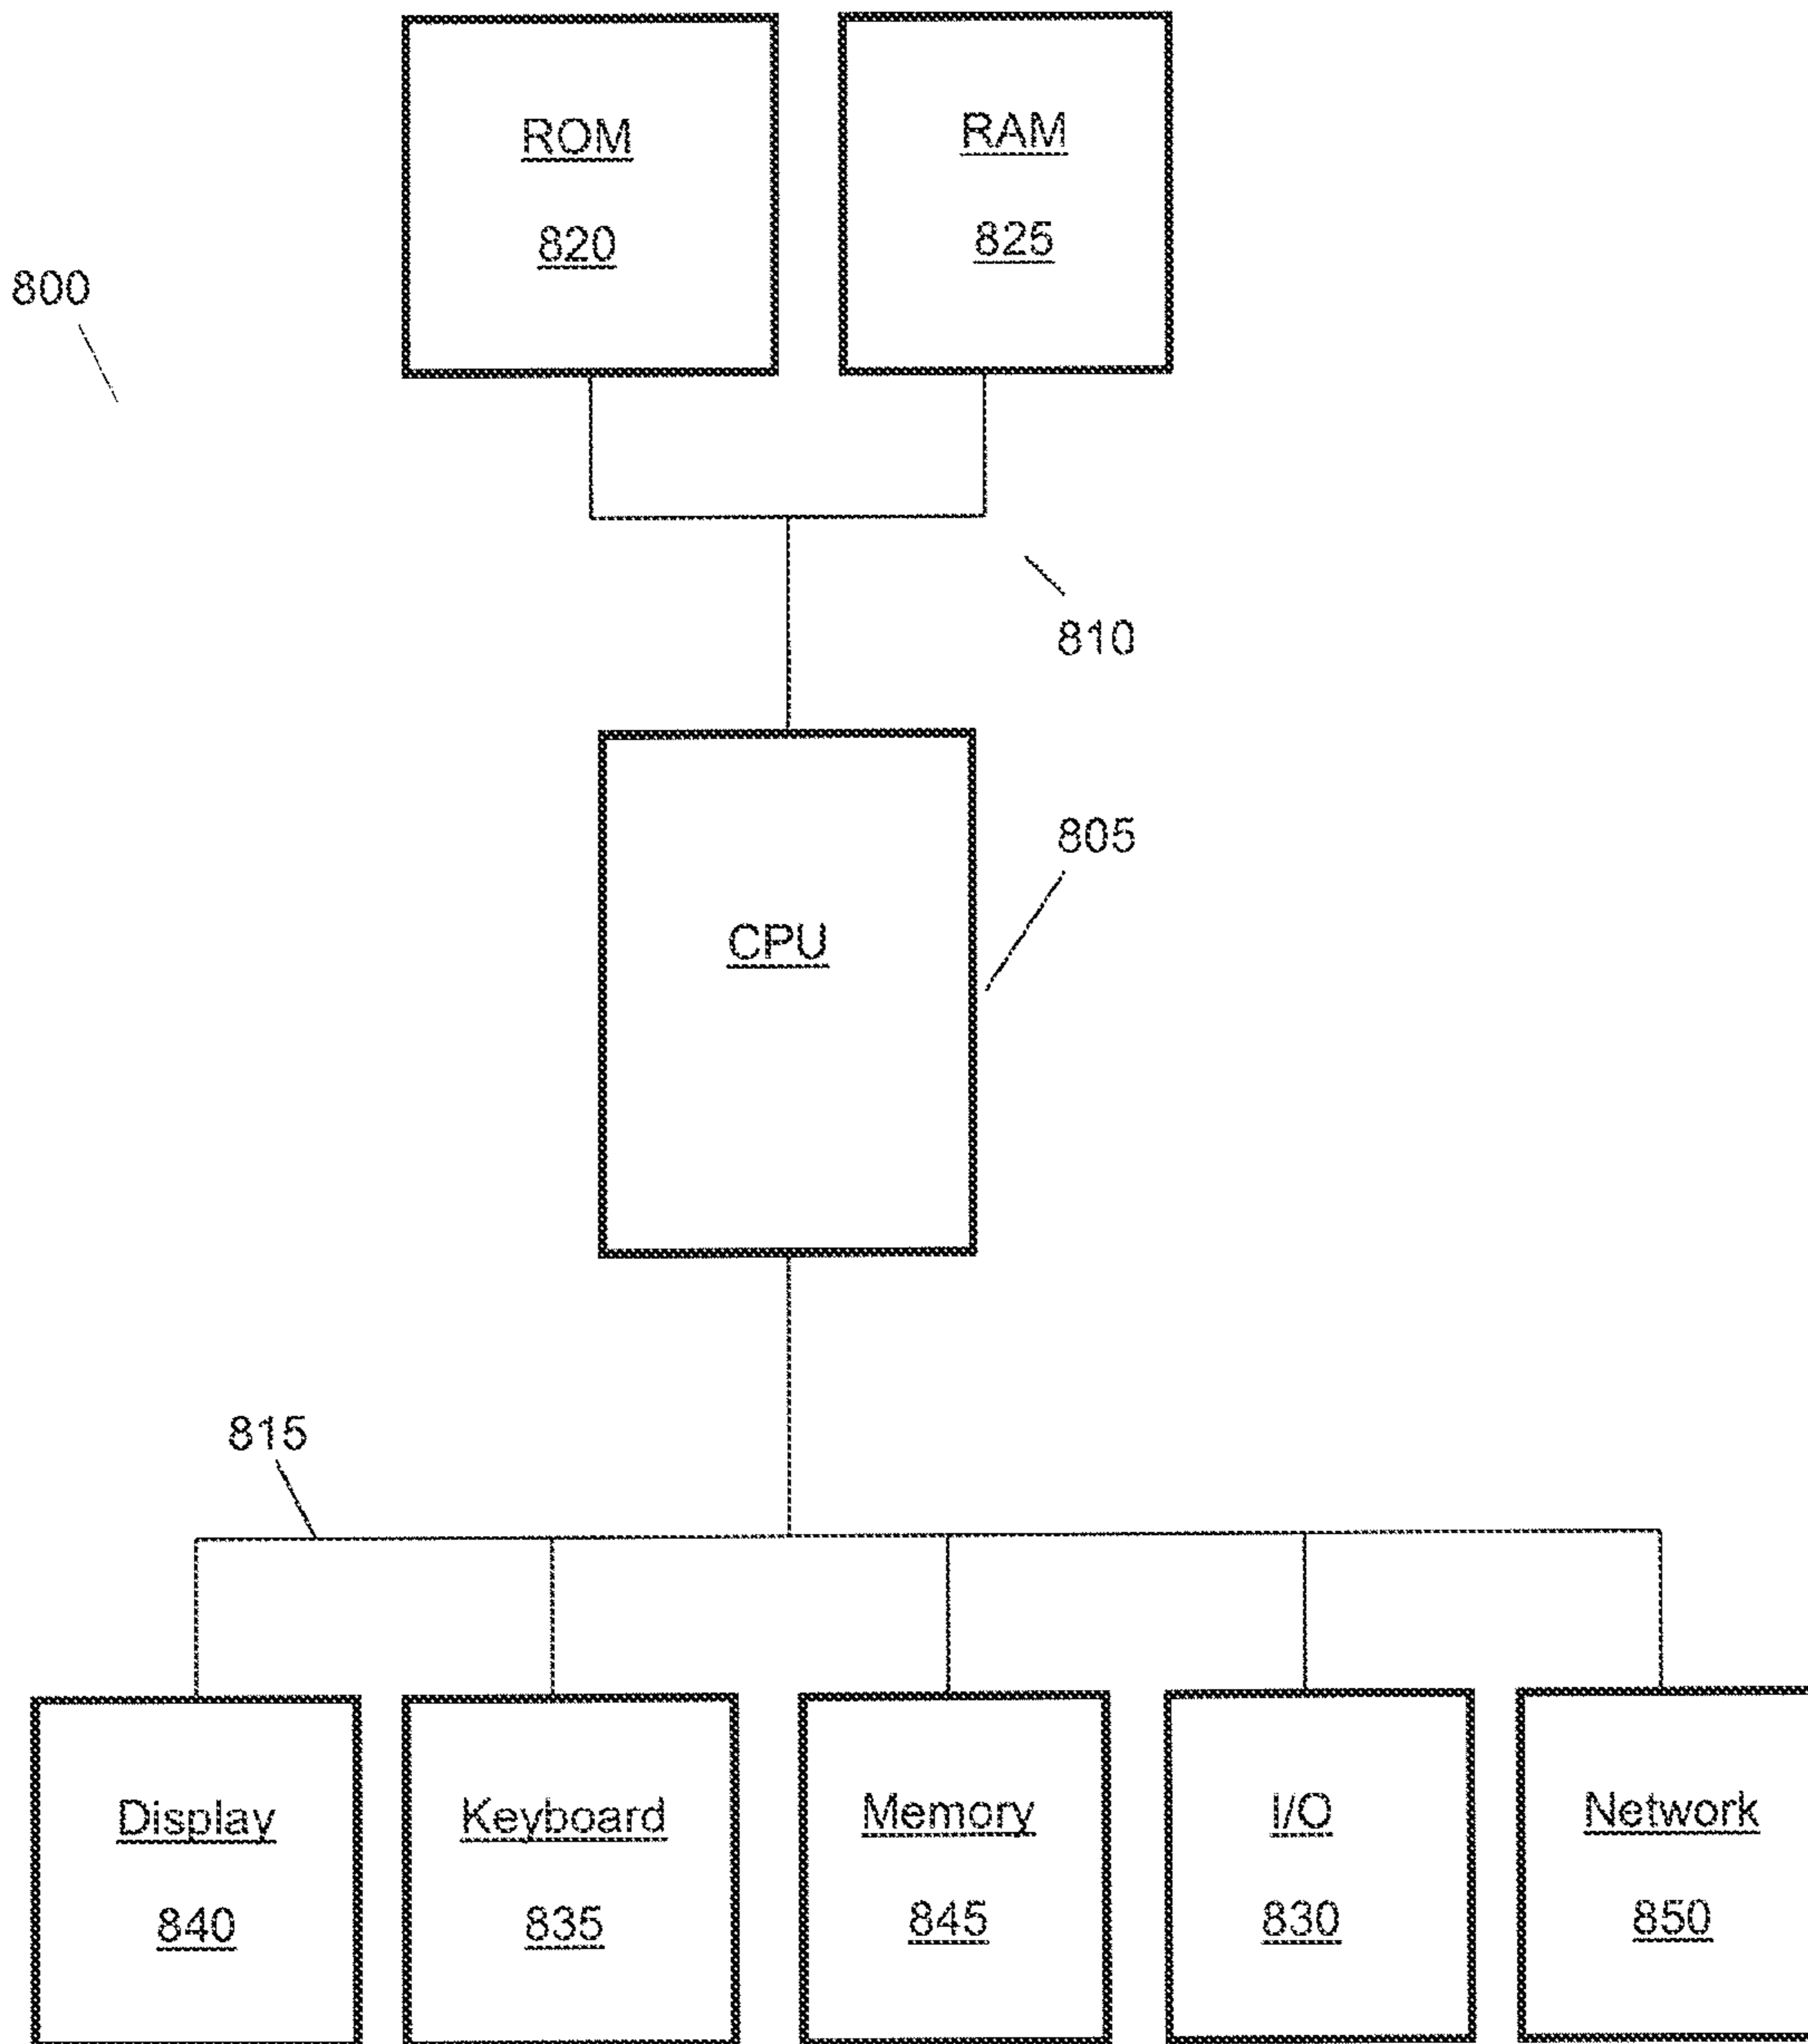 ROM
820
RAM
825
800
810
805
CPU
815
Display
840
Keyboard
835
Memory
845
I/O
830
Network
850